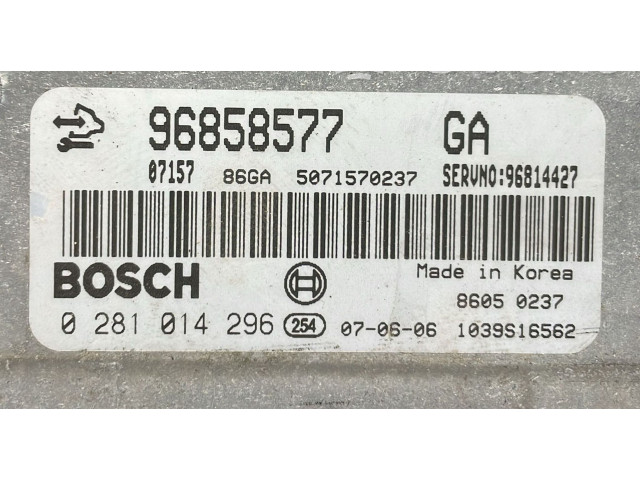 96858577 GA
07157 86GA 5071570237 SERVNO:96814427
BOSCH Made in Korea
8605 0237
0 281 014 296 254 07-06-06 1039S16562